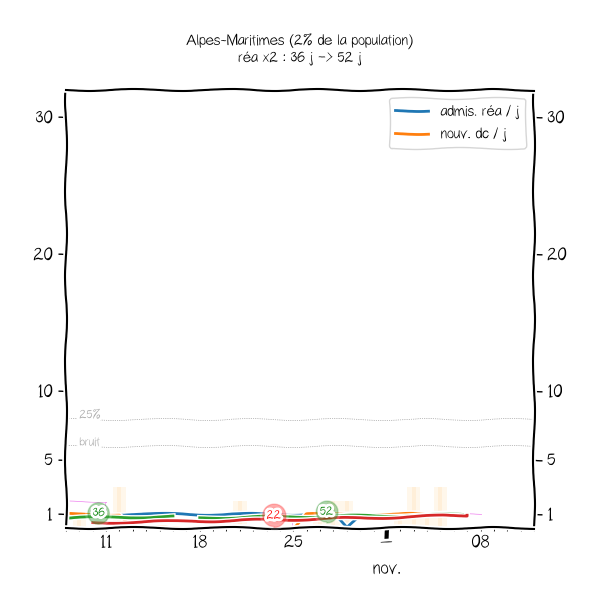 Alpes-Maritimes (2% de la population)
réa x2 : 36 j -> 52 j
admis. réa / j
nouv. dc / j
30 30
20 20
10 10
25%
bruit
5 5
36 22 52
1 1
11 18 25 1 08
nov.